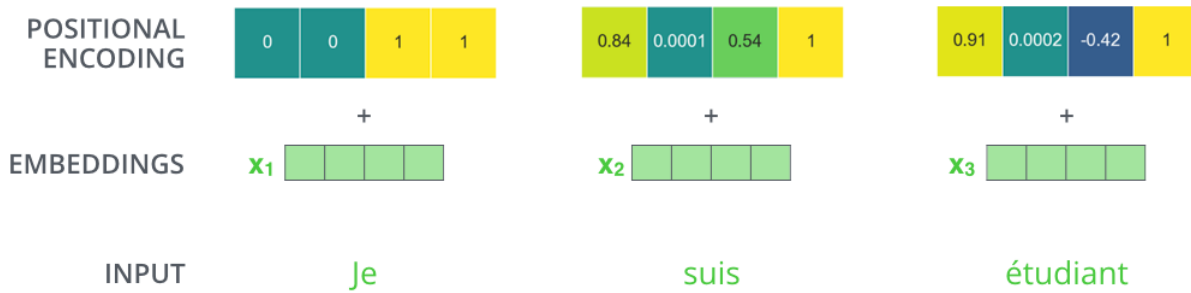 POSITIONAL ENCODING
0 0 1 1
0.84 0.0001 0.54 1
0.91 0.0002 -0.42 1
+ + +
EMBEDDINGS x1 x2 x3
INPUT Je suis étudiant